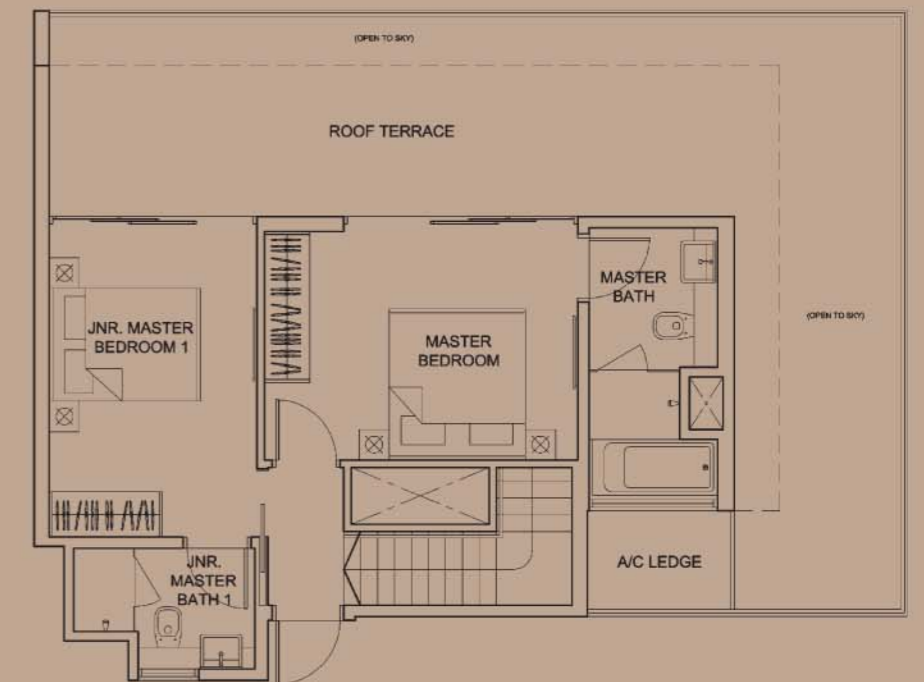 (OPEN TO SKY)
ROOF TERRACE
MASTER
BATH
(OPEN TO SKY)
JNR. MASTER
BEDROOM 1
MASTER
BEDROOM
A/C LEDGE
JNR.
MASTER
BATH 1